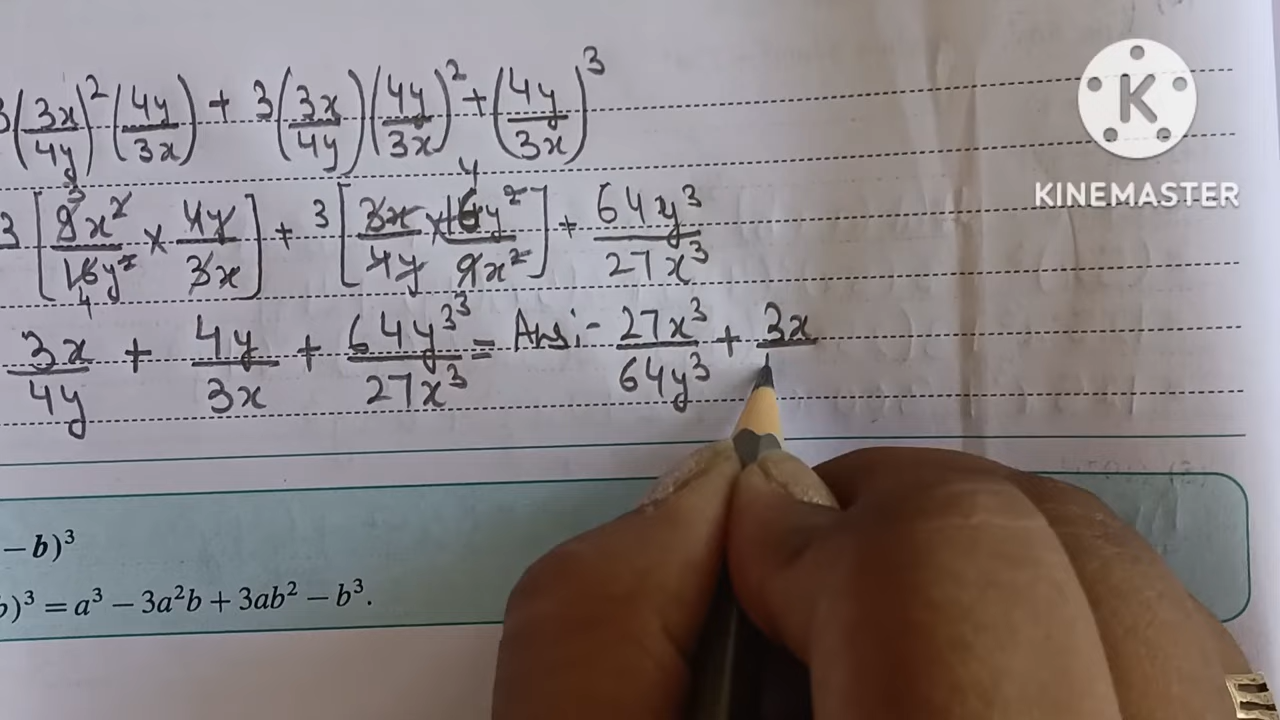 3(3x/4y)²(4y/3x) + 3(3x/4y)(4y/3x)² + (4y/3x)³
3[9x²/16y² × 4y/3x] + 3[3x/4y × 16y²/9x²] + 64y³/27x³
3x/4y + 4y/3x + 64y³/27x³ = Ans:- 27x³/64y³ + 3x
– b)³
b)³ = a³ – 3a²b + 3ab² – b³.
K
KINEMASTER